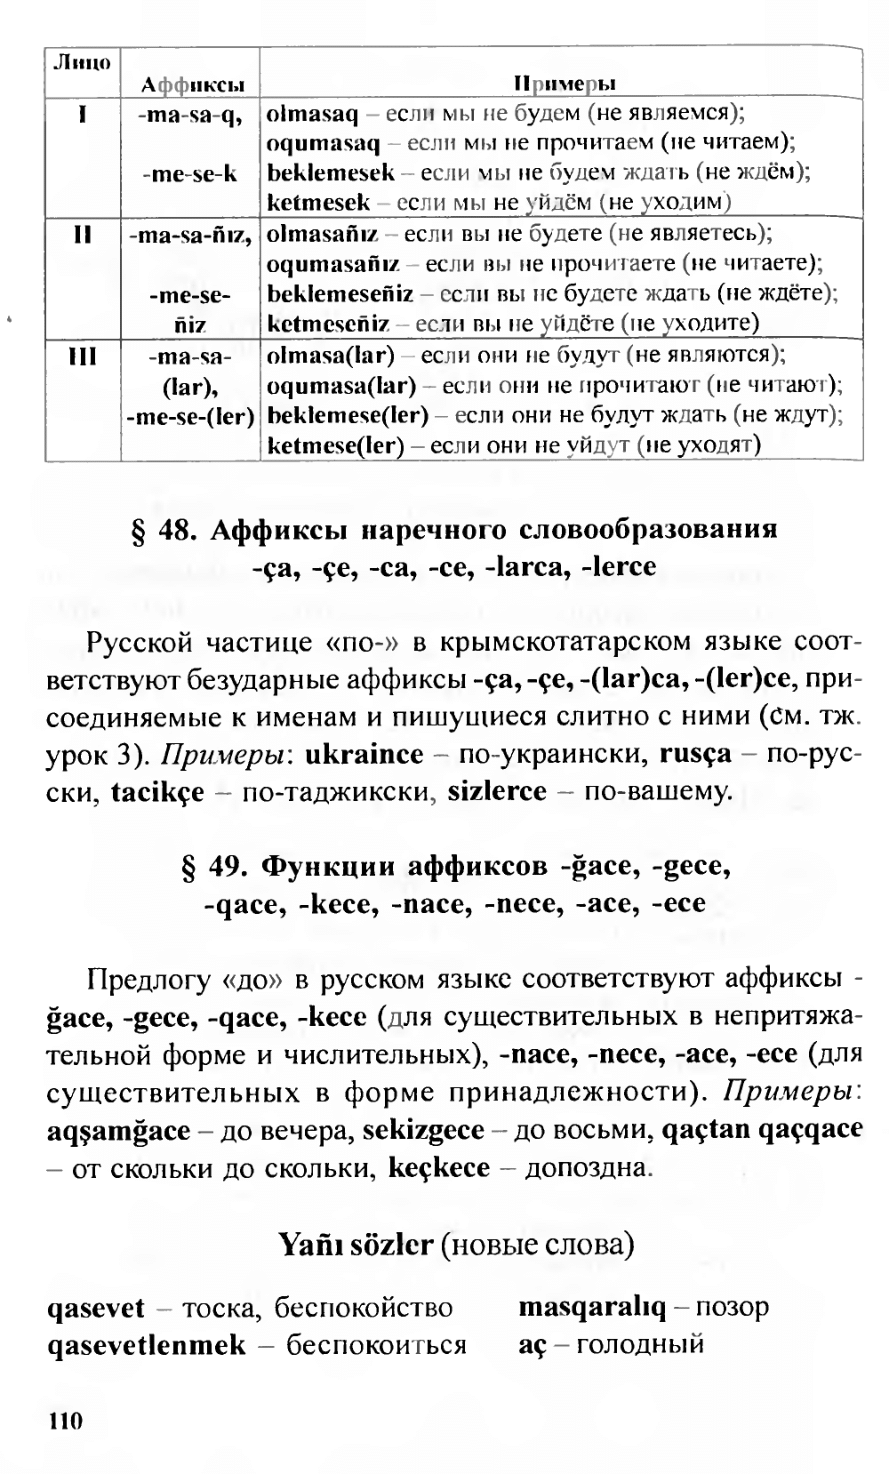 Лицо
Аффиксы Примеры
I -ma-sa-q, olmasaq – если мы не будем (не являемся);
oqumasaq – если мы не прочитаем (не читаем);
-me-se-k beklemesek – если мы не будем ждать (не ждём);
ketmesek – если мы не уйдём (не уходим)
II -ma-sa-ñız, olmasañız – если вы не будете (не являетесь);
oqumasañız – если вы не прочитаете (не читаете);
-me-se- beklemeseñiz – если вы не будете ждать (не ждёте);
ñiz ketmeseñiz – если вы не уйдёте (не уходите)
III -ma-sa- olmasa(lar) – если они не будут (не являются);
(lar), oqumasa(lar) – если они не прочитают (не читают);
-me-se-(ler) beklemese(ler) – если они не будут ждать (не ждут);
ketmese(ler) – если они не уйдут (не уходят)
§ 48. Аффиксы наречного словообразования
-ça, -çe, -ca, -ce, -larca, -lerce
Русской частице «по-» в крымскотатарском языке соот-
ветствуют безударные аффиксы -ça, -çe, -(lar)ca, -(ler)ce, при-
соединяемые к именам и пишущиеся слитно с ними (См. тж.
урок 3). Примеры: ukraince – по-украински, rusça – по-рус-
ски, tacikçe – по-таджикски, sizlerce – по-вашему.
§ 49. Функции аффиксов -ğace, -gece,
-qace, -kece, -nace, -nece, -ace, -ece
Предлогу «до» в русском языке соответствуют аффиксы -
ğace, -gece, -qace, -kece (для существительных в непритяжа-
тельной форме и числительных), -nace, -nece, -ace, -ece (для
существительных в форме принадлежности). Примеры:
aqşamğace – до вечера, sekizgece – до восьми, qaçtan qaçqace
– от скольки до скольки, keçkece – допоздна.
Yañı sözler (новые слова)
qasevet – тоска, беспокойство masqaralıq – позор
qasevetlenmek – беспокоиться aç – голодный
110